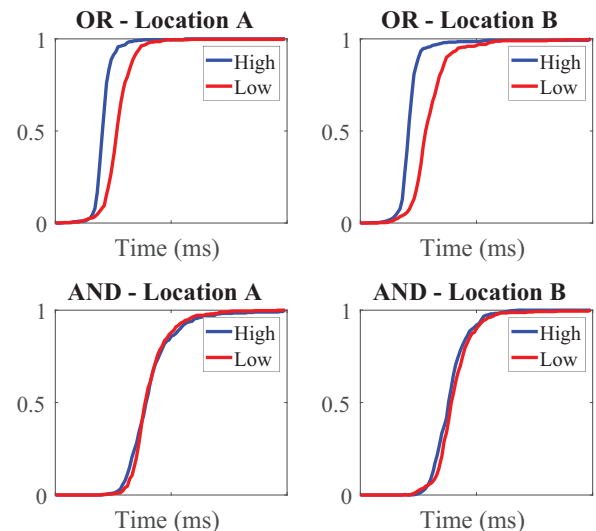 OR - Location A
1
0.5
0
High
Low
Time (ms)
OR - Location B
1
0.5
0
High
Low
Time (ms)
AND - Location A
1
0.5
0
High
Low
Time (ms)
AND - Location B
1
0.5
0
High
Low
Time (ms)